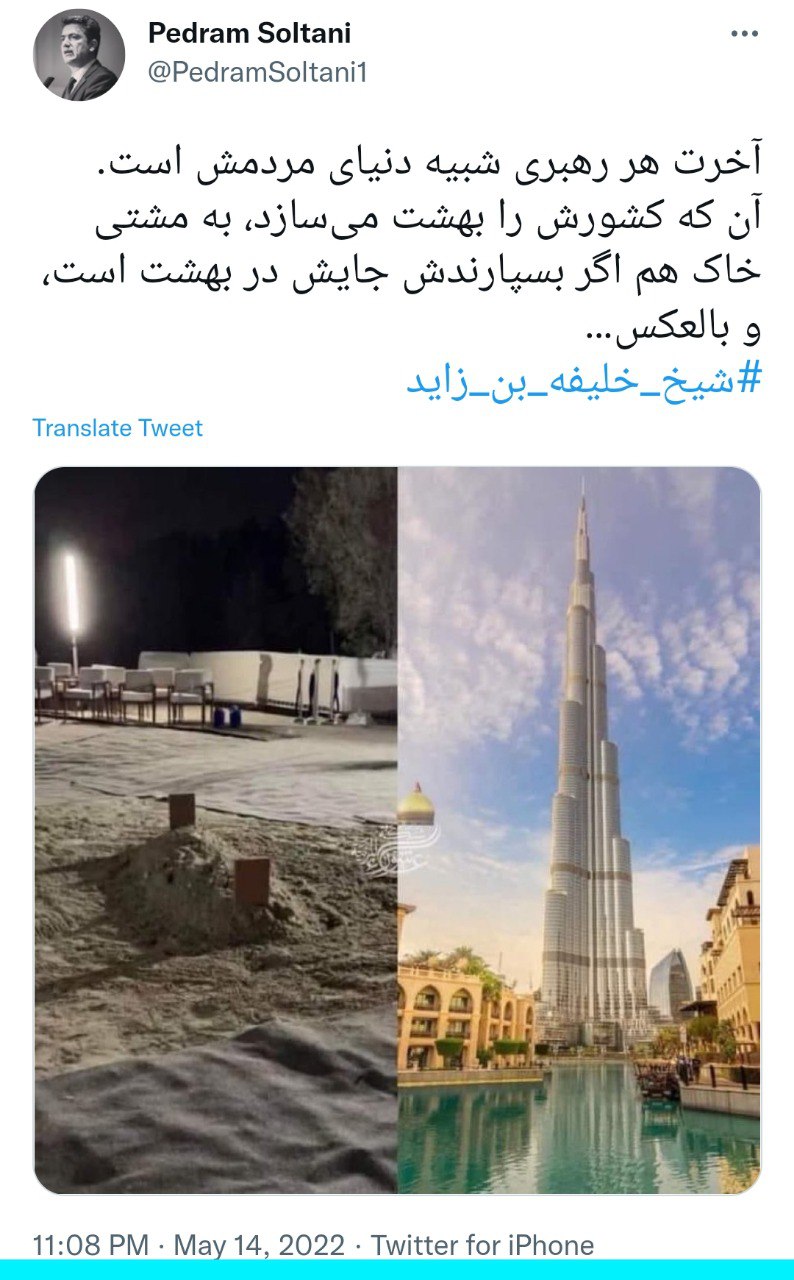 Pedram Soltani
@PedramSoltani1
آخرت هر رهبری شبیه دنیای مردمش است.
آن که کشورش را بهشت می‌سازد، به مشتی
خاک هم اگر بسپارندش جایش در بهشت است،
و بالعکس...
#شیخ_خلیفه_بن_زاید
Translate Tweet
11:08 PM · May 14, 2022 · Twitter for iPhone